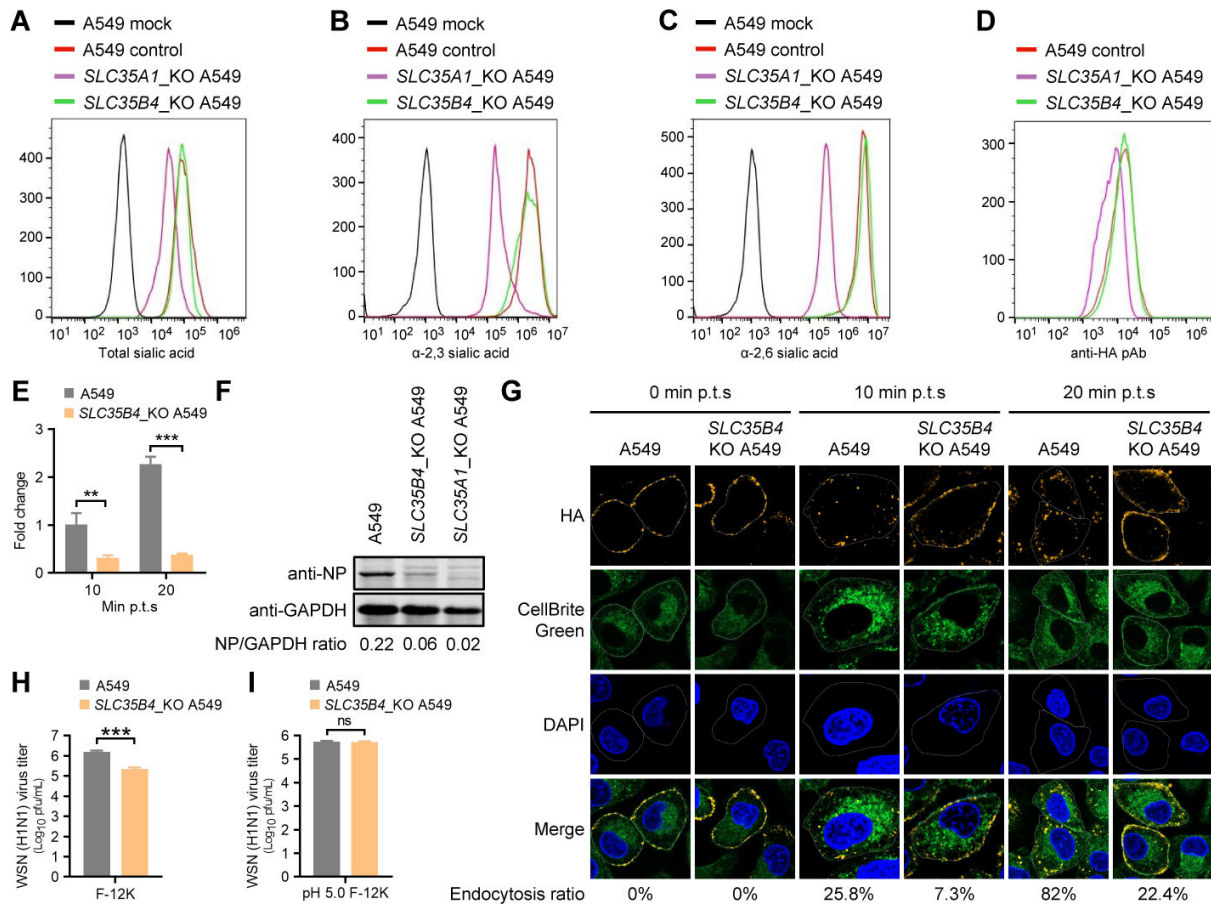 A
A549 mock
A549 control
SLC35A1_KO A549
SLC35B4_KO A549
400
300
200
100
0
10¹ 10² 10³ 10⁴ 10⁵ 10⁶
Total sialic acid
B
A549 mock
A549 control
SLC35A1_KO A549
SLC35B4_KO A549
400
300
200
100
0
10¹ 10² 10³ 10⁴ 10⁵ 10⁶ 10⁷
α-2,3 sialic acid
C
A549 mock
A549 control
SLC35A1_KO A549
SLC35B4_KO A549
500
400
300
200
100
0
10¹ 10² 10³ 10⁴ 10⁵ 10⁶ 10⁷
α-2,6 sialic acid
D
A549 control
SLC35A1_KO A549
SLC35B4_KO A549
300
200
100
0
10¹ 10² 10³ 10⁴ 10⁵ 10⁶
anti-HA pAb
E
A549
SLC35B4_KO A549
Fold change
3
2
1
0
**
***
10 20
Min p.t.s
F
A549
SLC35B4_KO A549
SLC35A1_KO A549
anti-NP
anti-GAPDH
NP/GAPDH ratio 0.22 0.06 0.02
G
0 min p.t.s 10 min p.t.s 20 min p.t.s
SLC35B4 SLC35B4 SLC35B4
A549 KO A549 A549 KO A549 A549 KO A549
HA
CellBrite
Green
DAPI
Merge
Endocytosis ratio 0% 0% 25.8% 7.3% 82% 22.4%
H
A549
SLC35B4_KO A549
WSN (H1N1) virus titer
(Log₁₀ pfu/mL)
7
6
5
4
3
2
1
0
***
F-12K
I
A549
SLC35B4_KO A549
WSN (H1N1) virus titer
(Log₁₀ pfu/mL)
6
5
4
3
2
1
0
ns
pH 5.0 F-12K